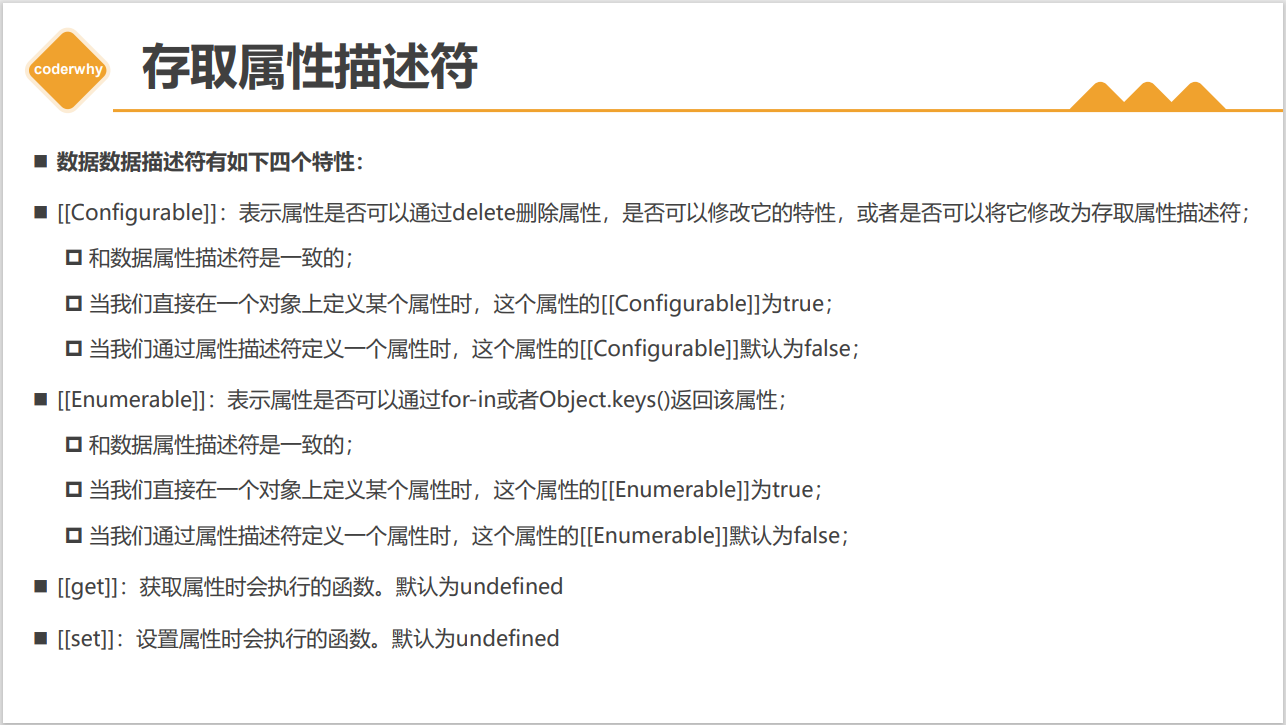 coderwhy
存取属性描述符
数据数据描述符有如下四个特性：
[[Configurable]]：表示属性是否可以通过delete删除属性，是否可以修改它的特性，或者是否可以将它修改为存取属性描述符；
和数据属性描述符是一致的；
当我们直接在一个对象上定义某个属性时，这个属性的[[Configurable]]为true；
当我们通过属性描述符定义一个属性时，这个属性的[[Configurable]]默认为false；
[[Enumerable]]：表示属性是否可以通过for-in或者Object.keys()返回该属性；
和数据属性描述符是一致的；
当我们直接在一个对象上定义某个属性时，这个属性的[[Enumerable]]为true；
当我们通过属性描述符定义一个属性时，这个属性的[[Enumerable]]默认为false；
[[get]]：获取属性时会执行的函数。默认为undefined
[[set]]：设置属性时会执行的函数。默认为undefined